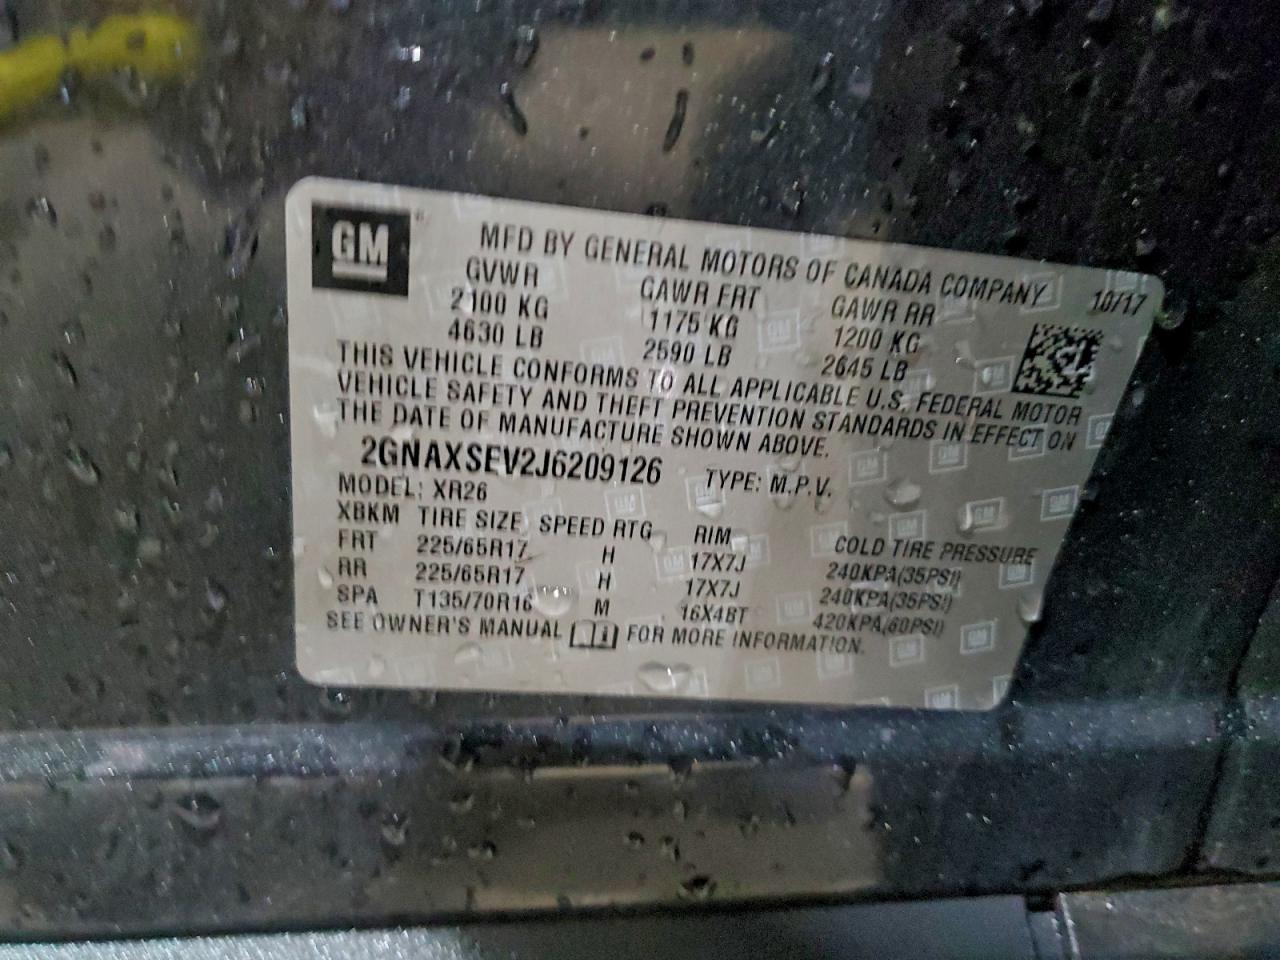 GM
MFD BY GENERAL MOTORS OF CANADA COMPANY 10/17
GVWR GAWR FRT GAWR RR
2100 KG 1175 KG 1200 KG
4630 LB 2590 LB 2645 LB
THIS VEHICLE CONFORMS TO ALL APPLICABLE U.S. FEDERAL MOTOR
VEHICLE SAFETY AND THEFT PREVENTION STANDARDS IN EFFECT ON
THE DATE OF MANUFACTURE SHOWN ABOVE.
2GNAXSEV2J6209126 TYPE: M.P.V.
MODEL: XR26
XBKM TIRE SIZE SPEED RTG RIM COLD TIRE PRESSURE
FRT 225/65R17 H 17X7J 240KPA(35PSI)
RR 225/65R17 H 17X7J 240KPA(35PSI)
SPA T135/70R16 M 16X4BT 420KPA(60PSI)
SEE OWNER'S MANUAL FOR MORE INFORMATION.